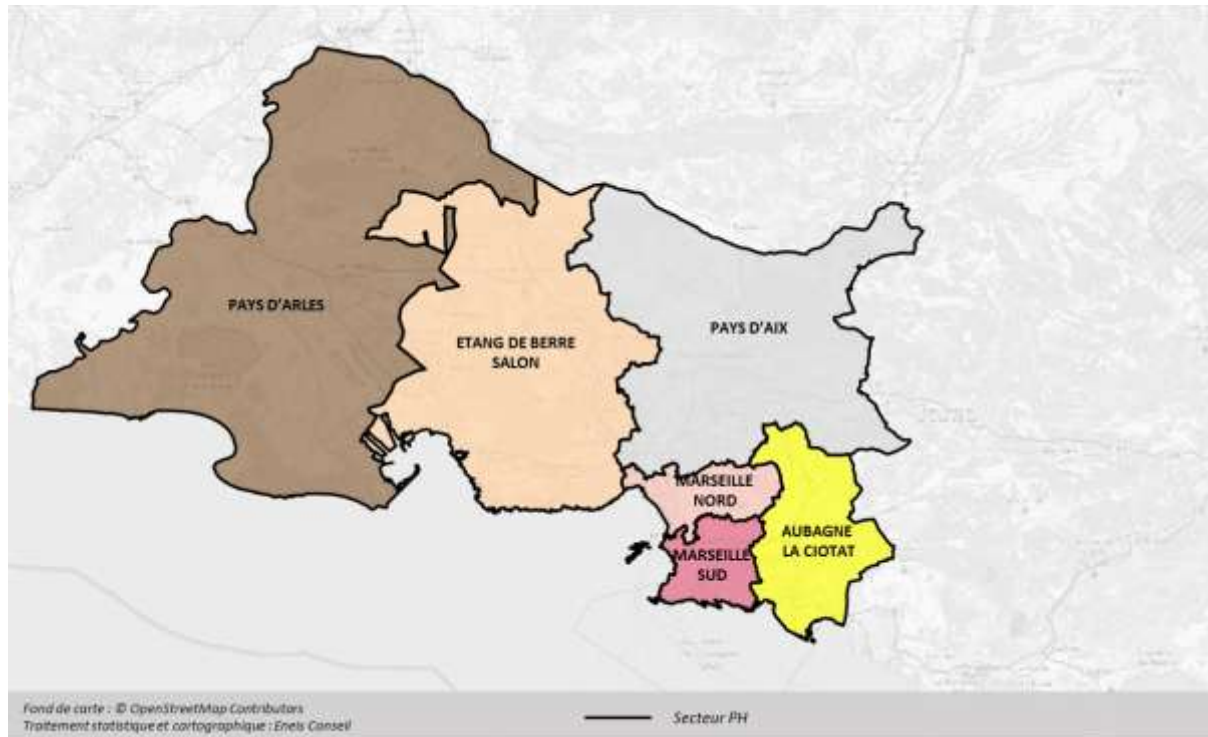 PAYS D'ARLES
ETANG DE BERRE
SALON
PAYS D'AIX
MARSEILLE
NORD
MARSEILLE
SUD
AUBAGNE
LA CIOTAT
Fond de carte : © OpenStreetMap Contributors
Traitement statistique et cartographique : Eneis Conseil
Secteur PH